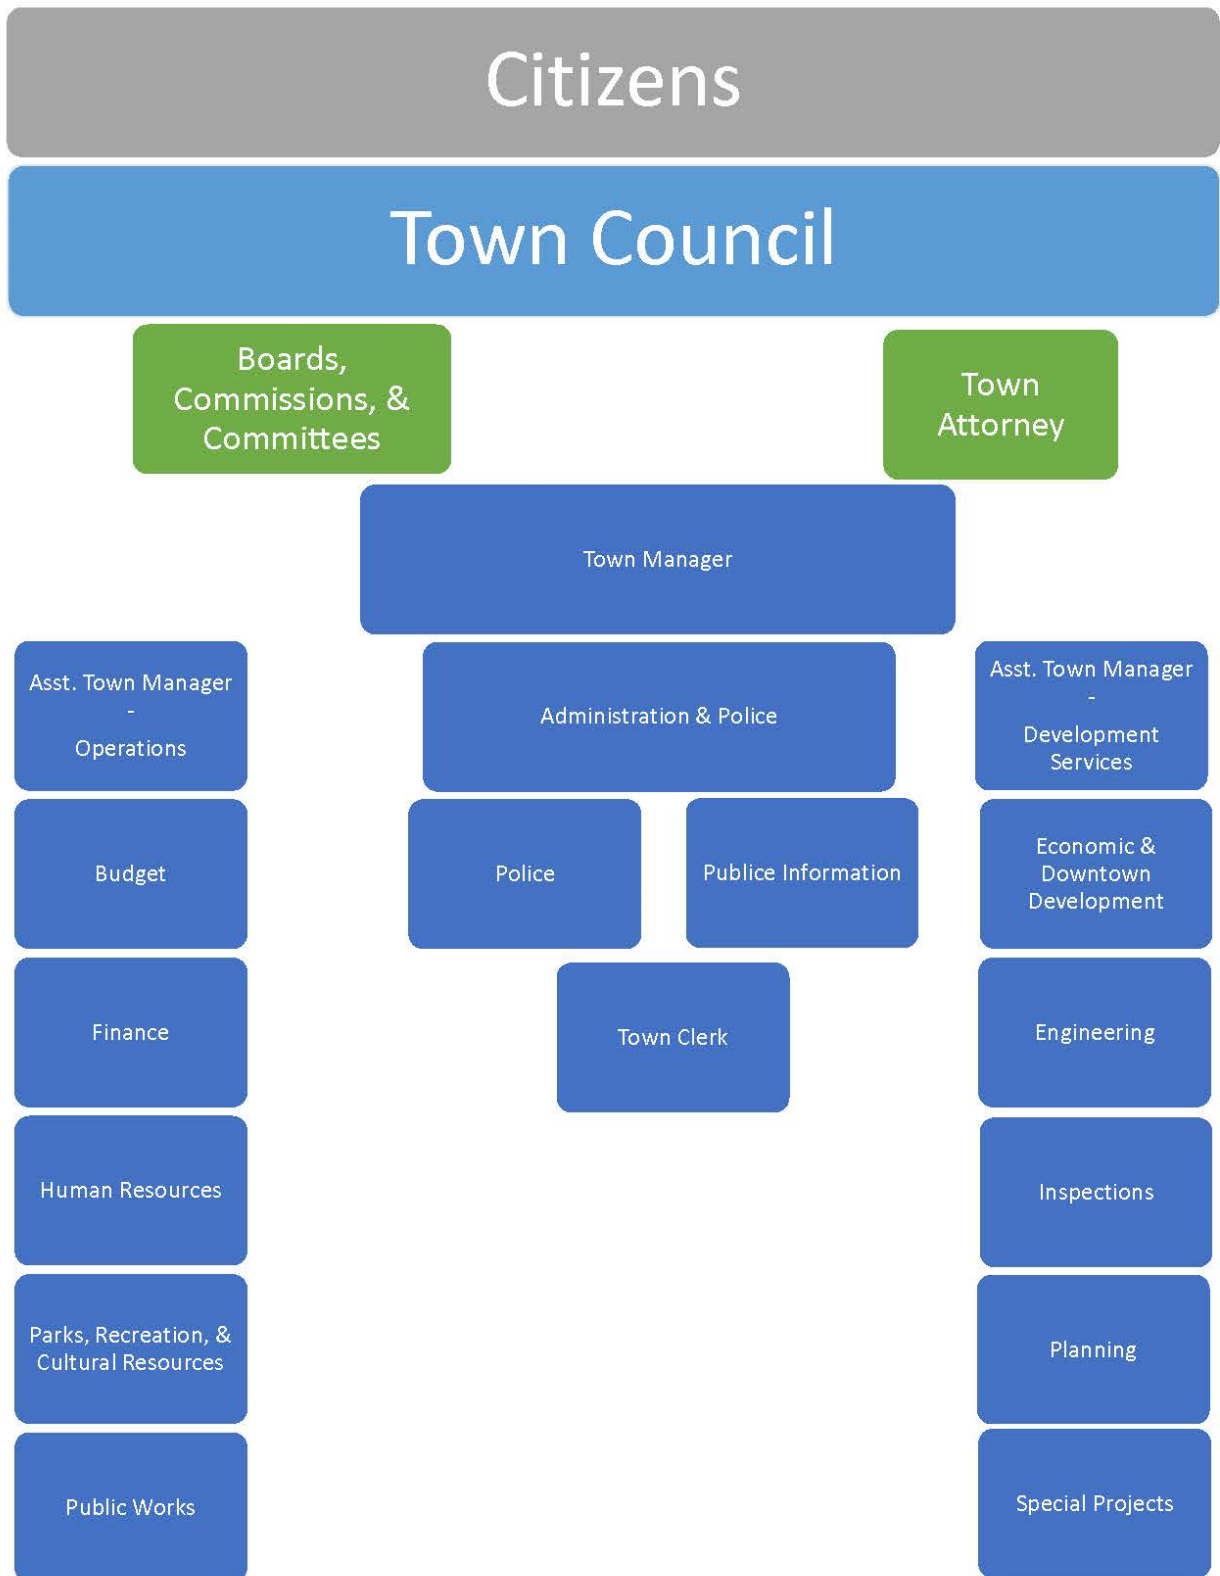 Citizens
Town Council
Boards,
Commissions, &
Committees
Town
Attorney
Town Manager
Asst. Town Manager
-
Operations
Administration & Police
Asst. Town Manager
-
Development
Services
Budget
Police
Publice Information
Economic &
Downtown
Development
Finance
Town Clerk
Engineering
Human Resources
Inspections
Parks, Recreation, &
Cultural Resources
Planning
Public Works
Special Projects